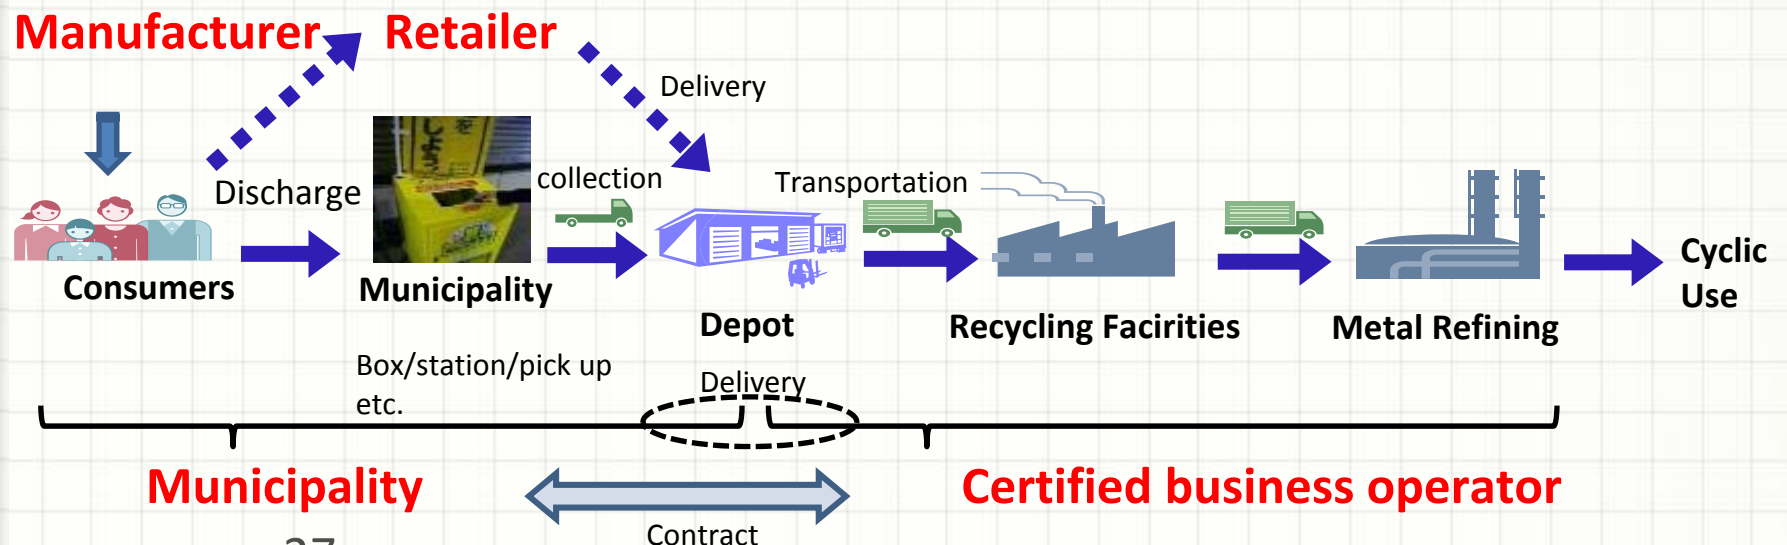 Manufacturer
Retailer
Delivery
Discharge
collection
Transportation
Consumers
Municipality
Depot
Recycling Facirities
Metal Refining
Cyclic
Use
Box/station/pick up
etc.
Delivery
Municipality
Certified business operator
Contract